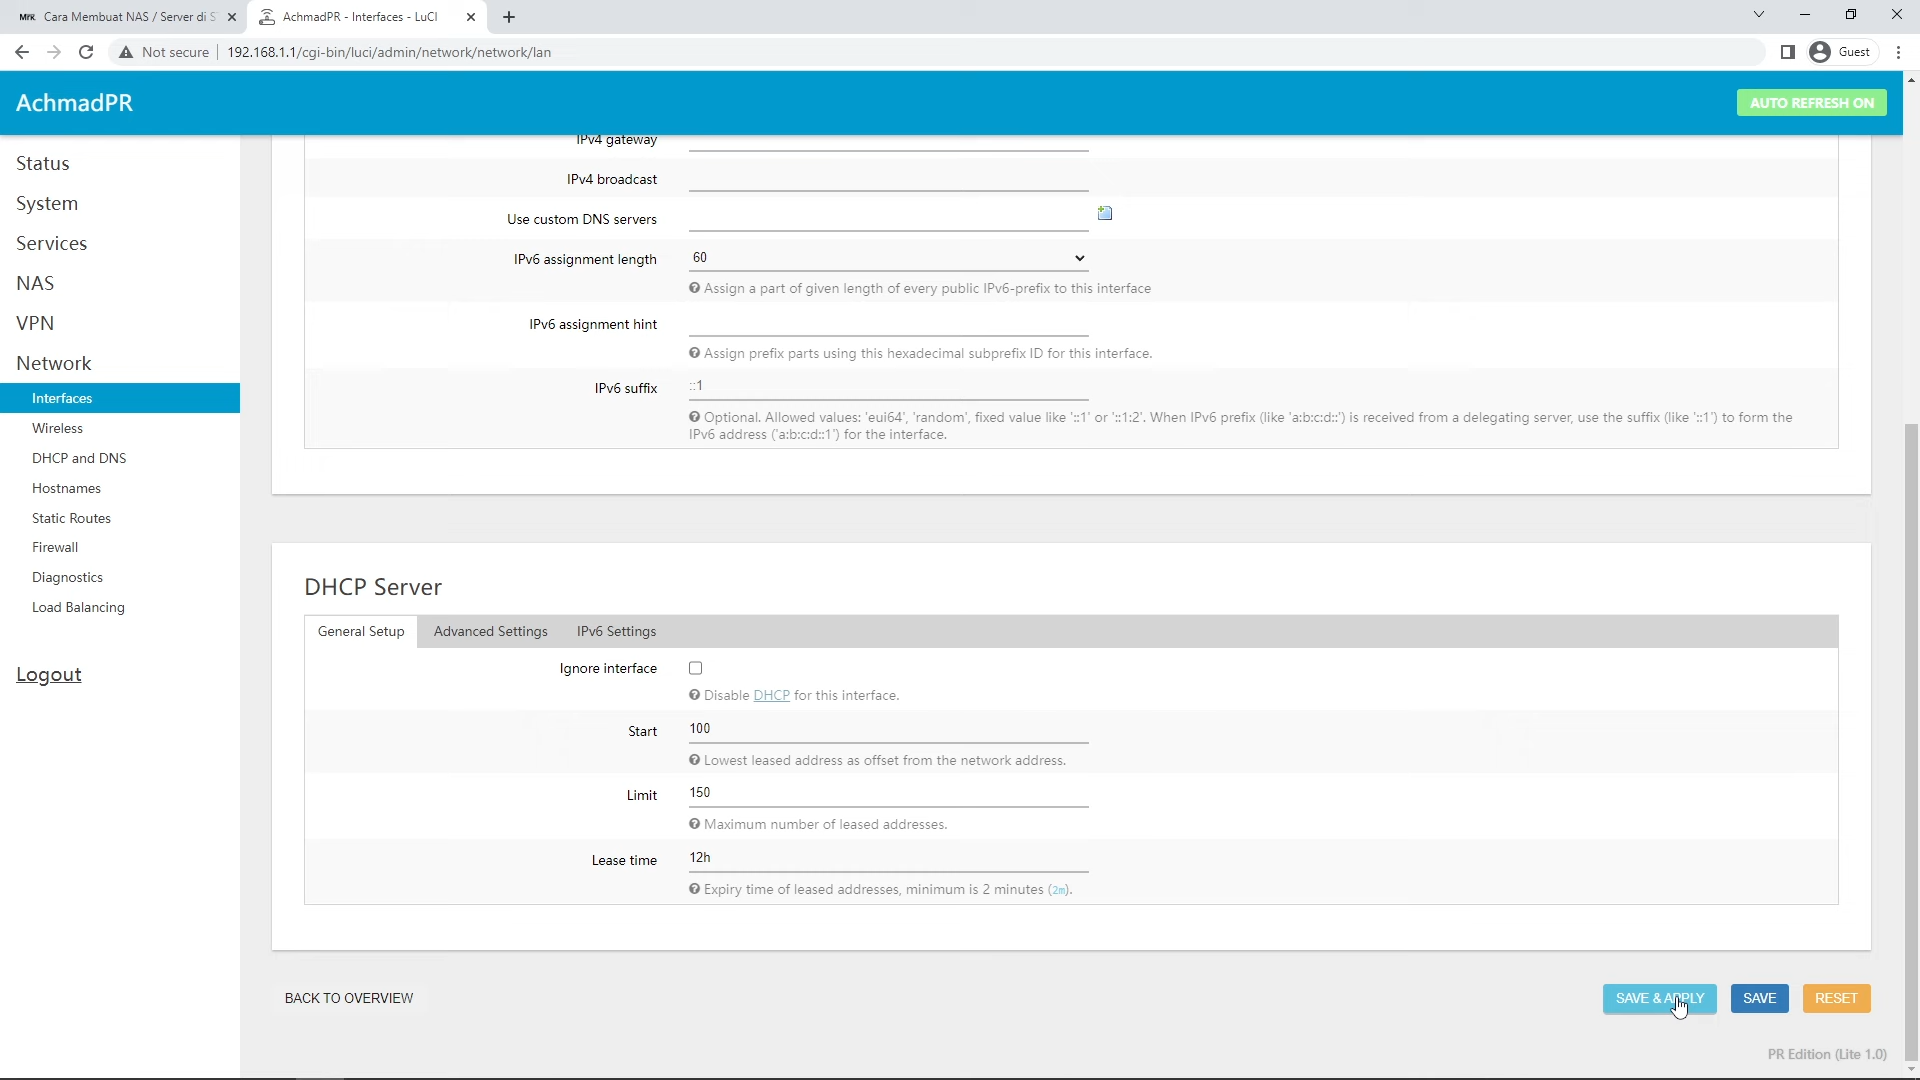 MFK Cara Membuat NAS / Server di S
AchmadPR - Interfaces - LuCI
Not secure 192.168.1.1/cgi-bin/luci/admin/network/network/lan
Guest
AchmadPR
AUTO REFRESH ON
Status
System
Services
NAS
VPN
Network
Interfaces
Wireless
DHCP and DNS
Hostnames
Static Routes
Firewall
Diagnostics
Load Balancing
Logout
IPv4 gateway
IPv4 broadcast
Use custom DNS servers
IPv6 assignment length 60
Assign a part of given length of every public IPv6-prefix to this interface
IPv6 assignment hint
Assign prefix parts using this hexadecimal subprefix ID for this interface.
IPv6 suffix ::1
Optional. Allowed values: 'eui64', 'random', fixed value like '::1' or '::1:2'. When IPv6 prefix (like 'a:b:c:d::') is received from a delegating server, use the suffix (like '::1') to form the
IPv6 address ('a:b:c:d::1') for the interface.
DHCP Server
General Setup Advanced Settings IPv6 Settings
Ignore interface
Disable DHCP for this interface.
Start 100
Lowest leased address as offset from the network address.
Limit 150
Maximum number of leased addresses.
Lease time 12h
Expiry time of leased addresses, minimum is 2 minutes (2m).
BACK TO OVERVIEW
SAVE & APPLY SAVE RESET
PR Edition (Lite 1.0)